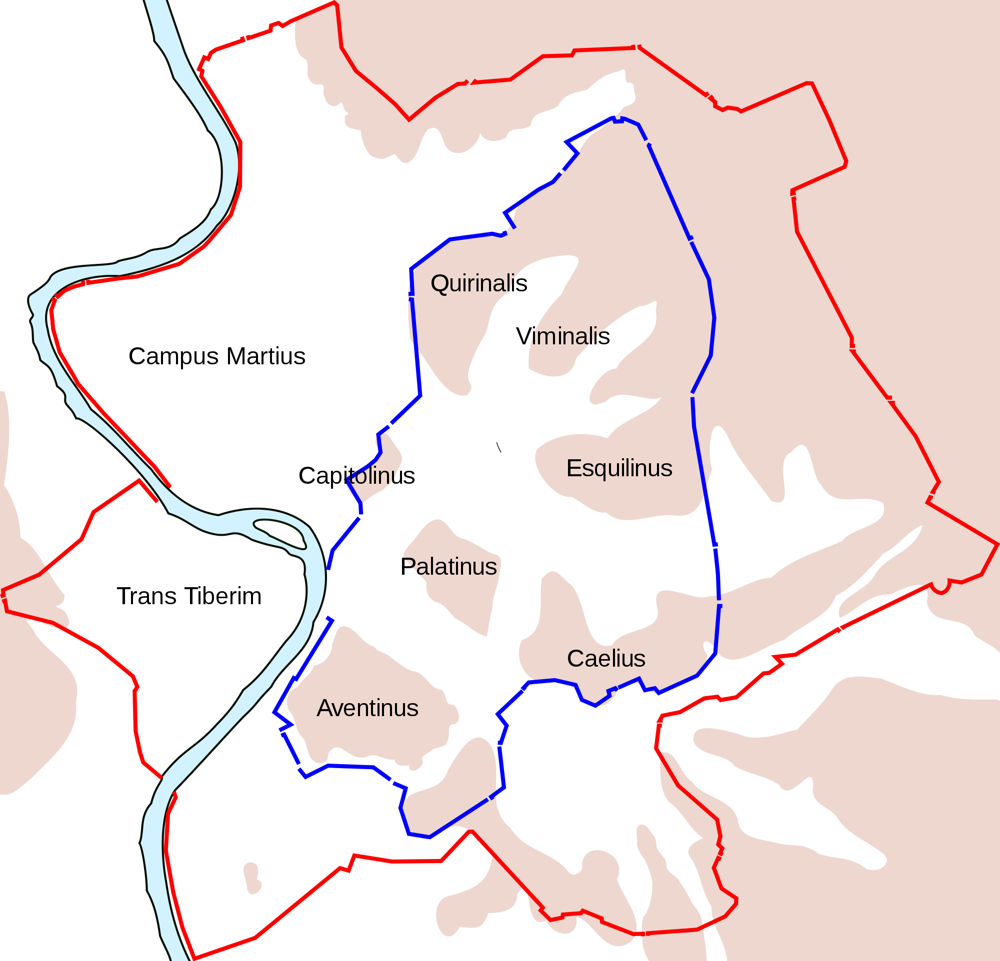 Quirinalis
Viminalis
Campus Martius
Capitolinus
Esquilinus
Palatinus
Trans Tiberim
Caelius
Aventinus